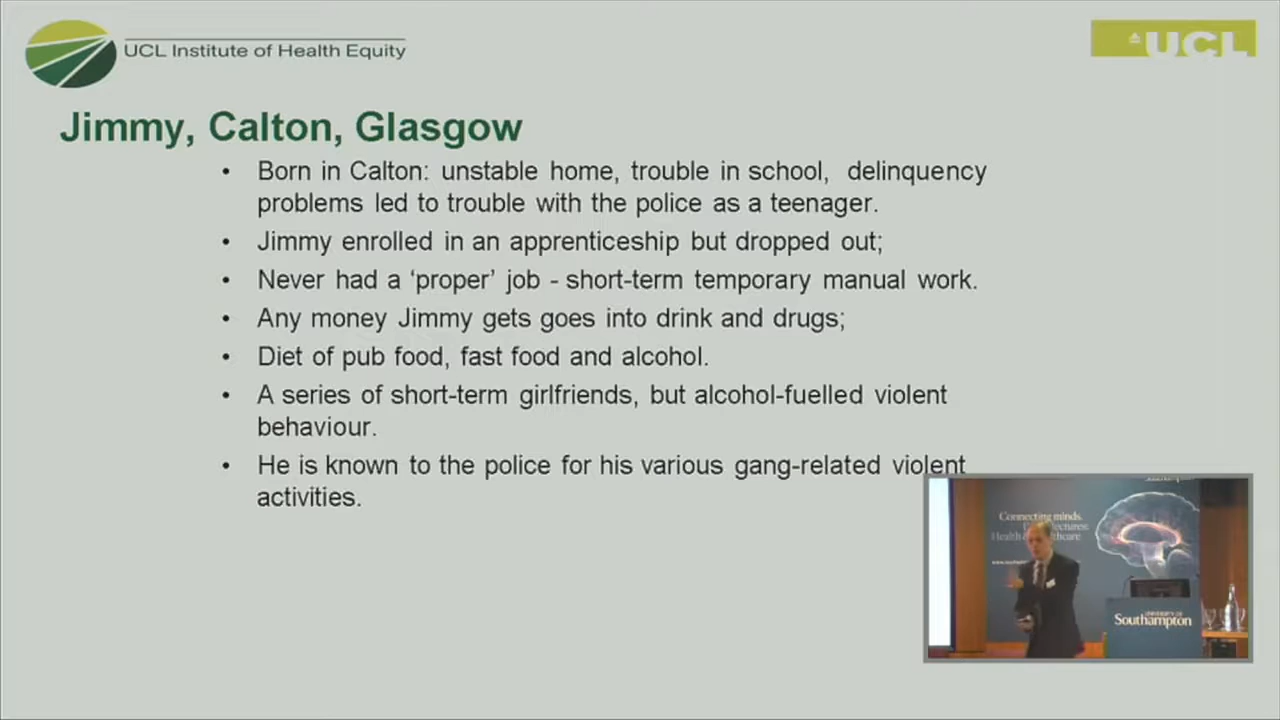 UCL Institute of Health Equity
UCL
Jimmy, Calton, Glasgow
• Born in Calton: unstable home, trouble in school, delinquency
problems led to trouble with the police as a teenager.
• Jimmy enrolled in an apprenticeship but dropped out;
• Never had a ‘proper’ job - short-term temporary manual work.
• Any money Jimmy gets goes into drink and drugs;
• Diet of pub food, fast food and alcohol.
• A series of short-term girlfriends, but alcohol-fuelled violent
behaviour.
• He is known to the police for his various gang-related violent
activities.
Connecting minds.
lectures:
Health
UNIVERSITY OF
Southampton